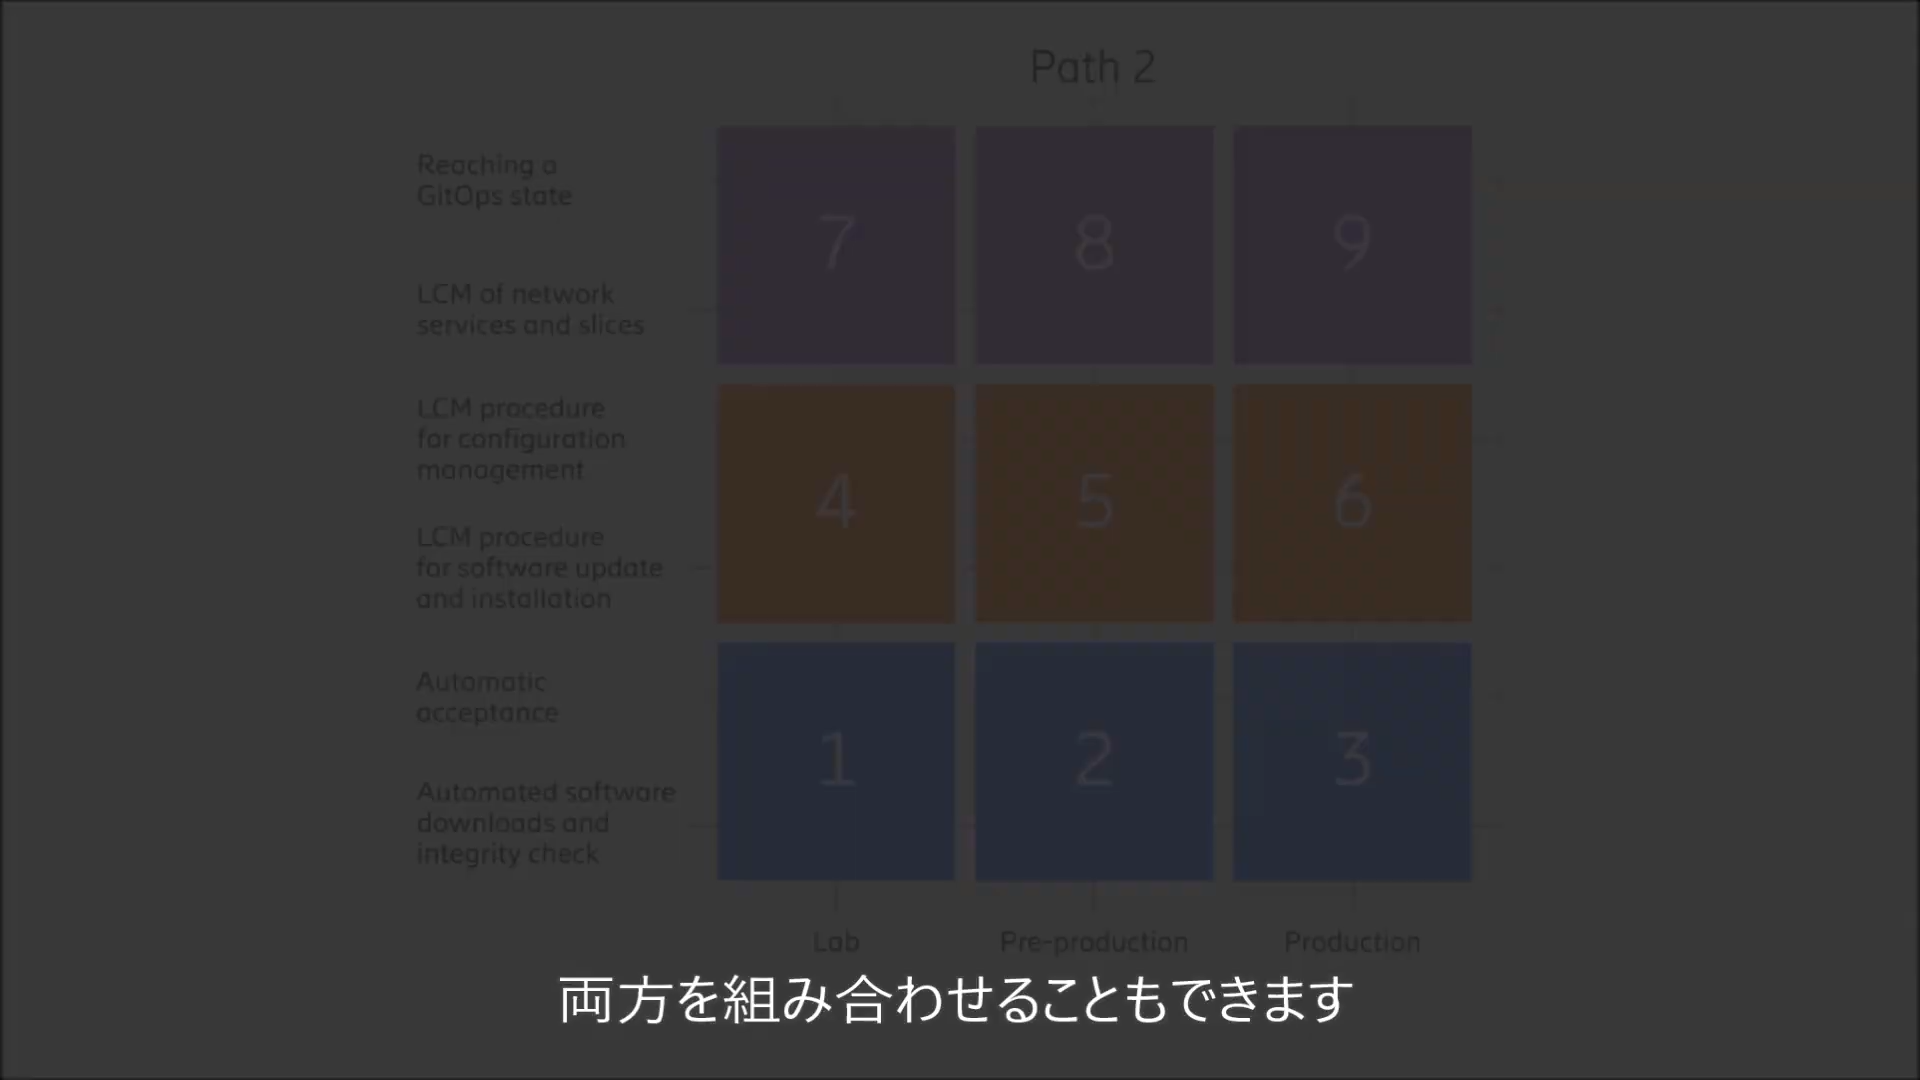 Path 2
Reaching a
GitOps state
7
8
9
LCM of network
services and slices
LCM procedure
for configuration
management
4
5
6
LCM procedure
for software update
and installation
Automatic
acceptance
1
2
3
Automated software
downloads and
integrity check
Lab
Pre-production
Production
両方を組み合わせることもできます